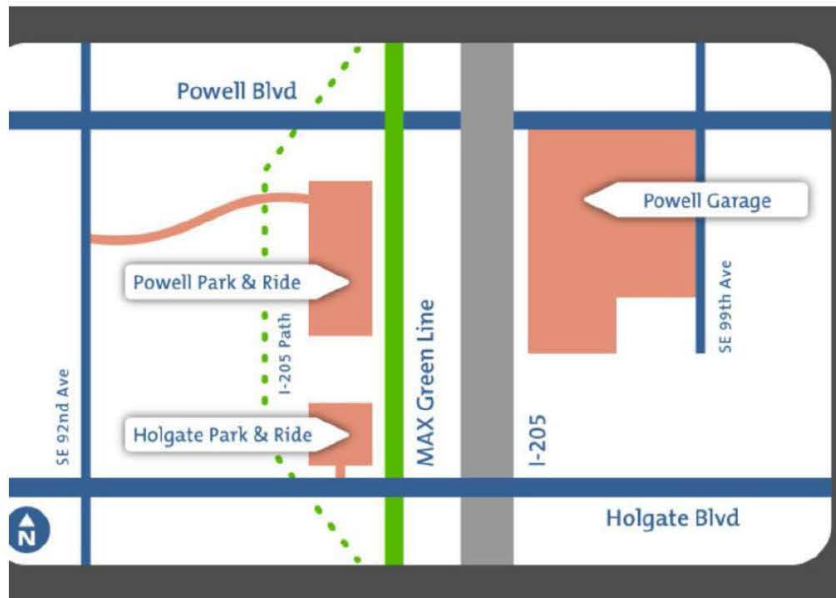 Powell Blvd
Powell Garage
Powell Park & Ride
SE 99th Ave
I-205 Path
MAX Green Line
SE 92nd Ave
Holgate Park & Ride
I-205
Holgate Blvd
N